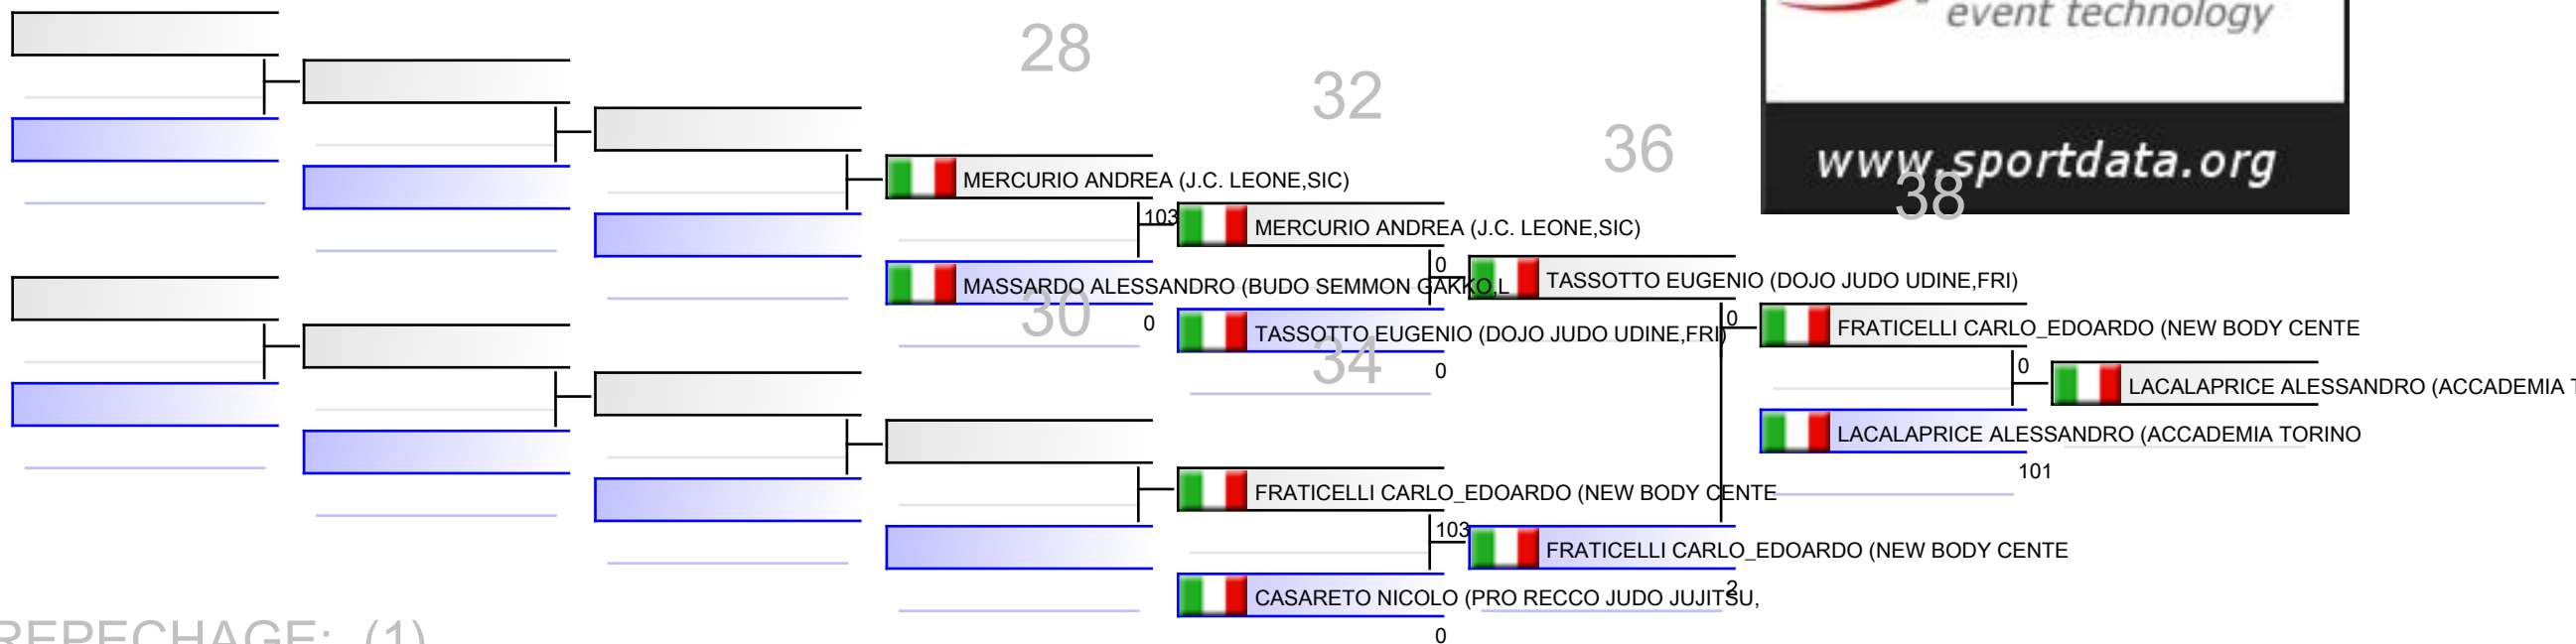 event technology
28
32
36
www.sportdata.org
MERCURIO ANDREA (J.C. LEONE,SIC)
38
103
MERCURIO ANDREA (J.C. LEONE,SIC)
0
MASSARDO ALESSANDRO (BUDO SEMMON GAKKO,L
TASSOTTO EUGENIO (DOJO JUDO UDINE,FRI)
30
0
TASSOTTO EUGENIO (DOJO JUDO UDINE,FRI)
0
FRATICELLI CARLO_EDOARDO (NEW BODY CENTE
34
0
0
LACALAPRICE ALESSANDRO (ACCADEMIA T
LACALAPRICE ALESSANDRO (ACCADEMIA TORINO
101
FRATICELLI CARLO_EDOARDO (NEW BODY CENTE
103
FRATICELLI CARLO_EDOARDO (NEW BODY CENTE
2
CASARETO NICOLO (PRO RECCO JUDO JUJITSU,
0
REPECHAGE: (1)